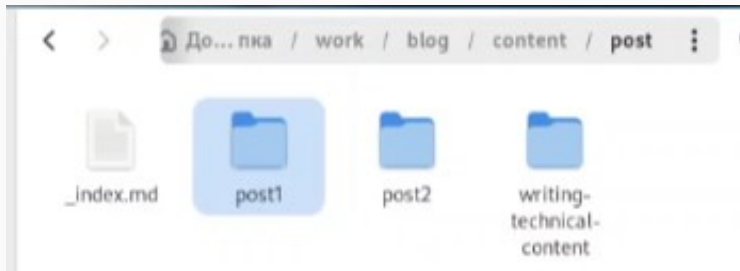 До...пка / work / blog / content / post
_index.md
post1
post2
writing-
technical-
content